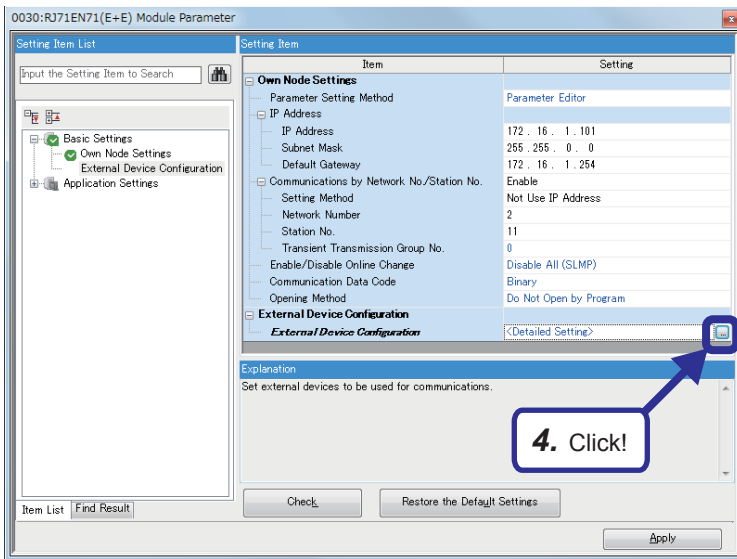 0030:RJ71EN71(E+E) Module Parameter
Setting Item List
Input the Setting Item to Search
Basic Settings
Own Node Settings
External Device Configuration
Application Settings
Item List Find Result
Setting Item
Item Setting
Own Node Settings
Parameter Setting Method Parameter Editor
IP Address
IP Address 172 . 16 . 1 .101
Subnet Mask 255 .255 . 0 . 0
Default Gateway 172 . 16 . 1 .254
Communications by Network No./Station No. Enable
Setting Method Not Use IP Address
Network Number 2
Station No. 11
Transient Transmission Group No. 0
Enable/Disable Online Change Disable All (SLMP)
Communication Data Code Binary
Opening Method Do Not Open by Program
External Device Configuration
External Device Configuration <Detailed Setting>
Explanation
Set external devices to be used for communications.
4. Click!
Check Restore the Default Settings
Apply